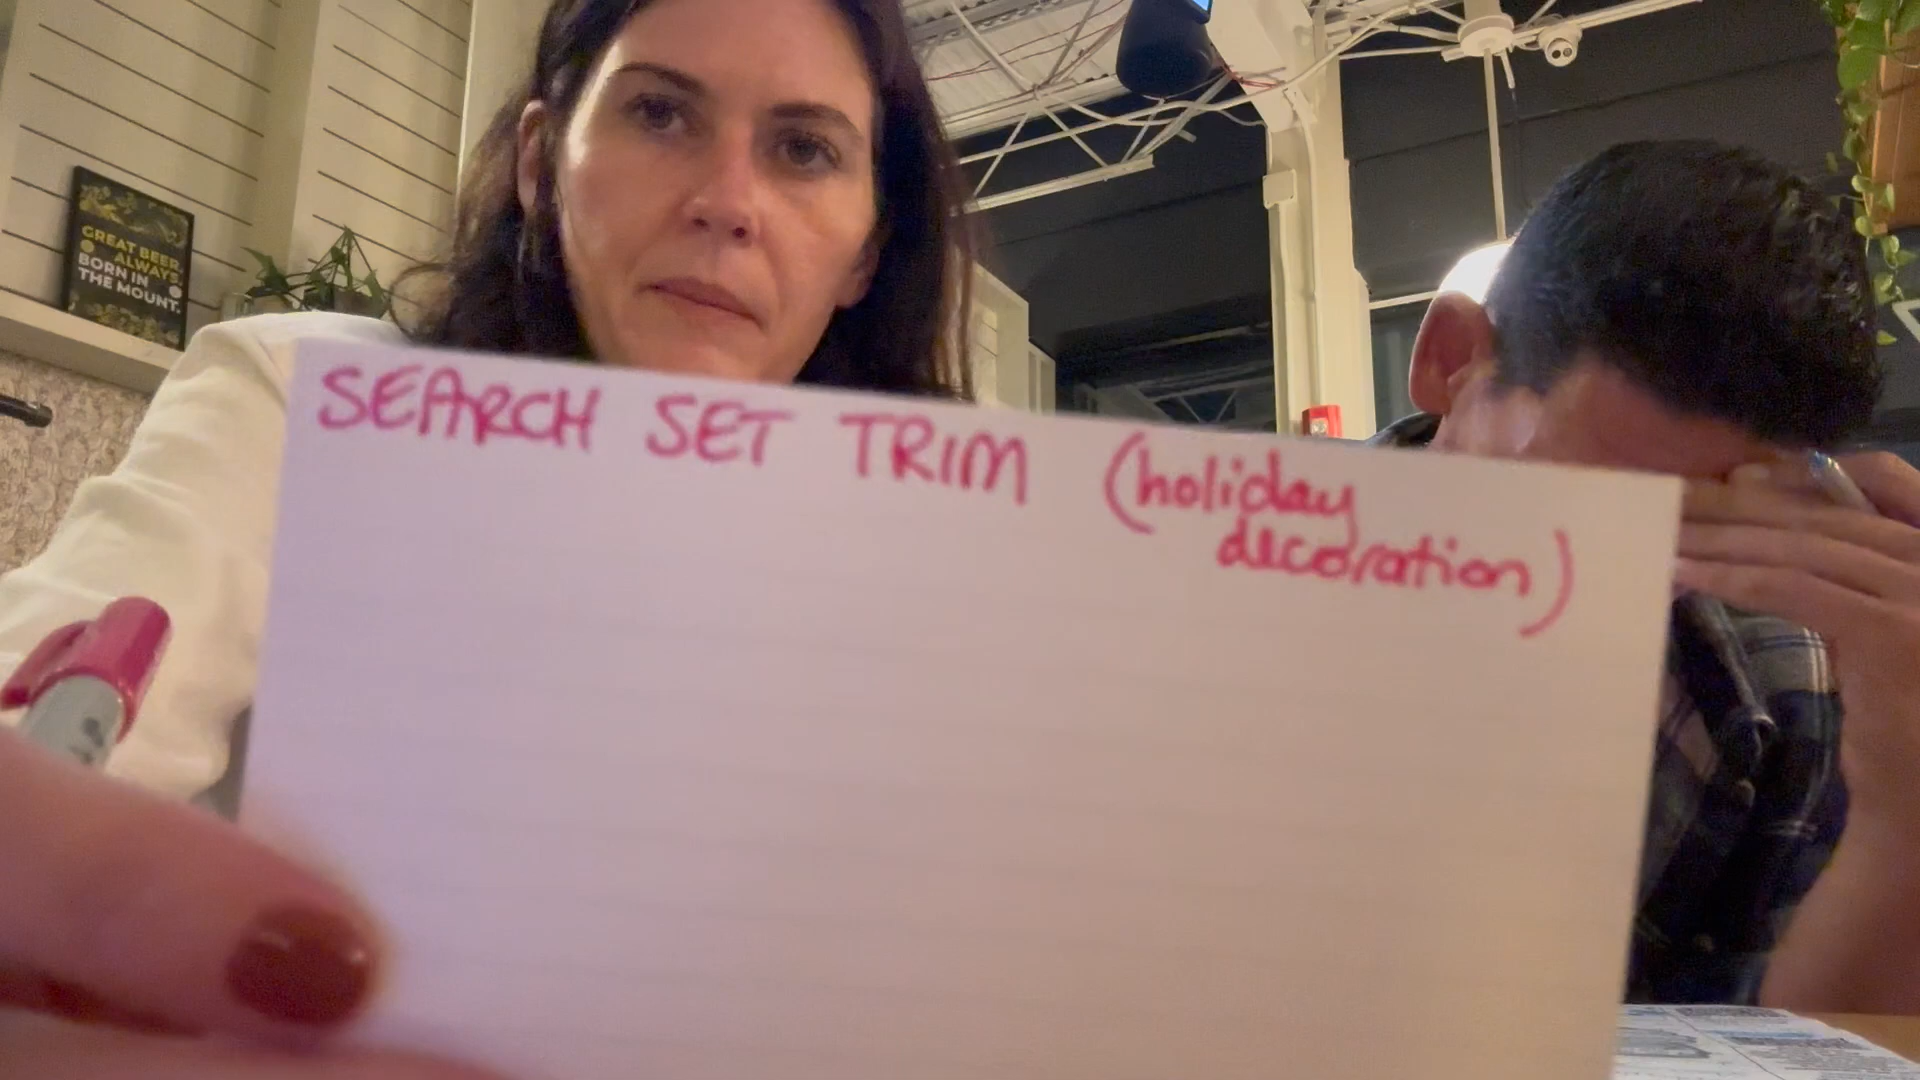 GREAT BEER,
ALWAYS
BORN IN
THE MOUNT.
SEARCH SET TRIM (holiday
decoration)